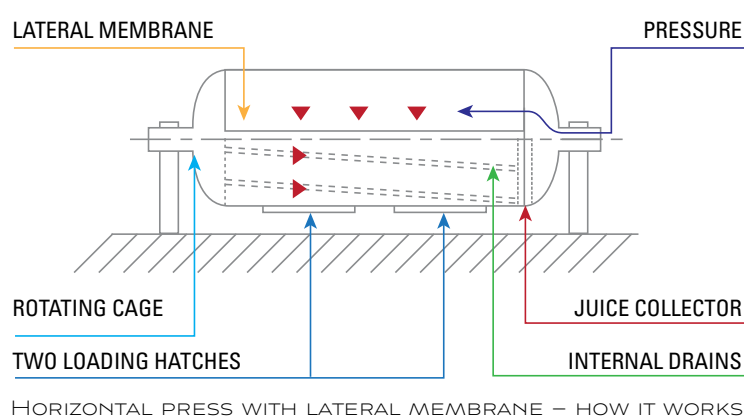 LATERAL MEMBRANE
PRESSURE
ROTATING CAGE
JUICE COLLECTOR
TWO LOADING HATCHES
INTERNAL DRAINS
HORIZONTAL PRESS WITH LATERAL MEMBRANE – HOW IT WORKS